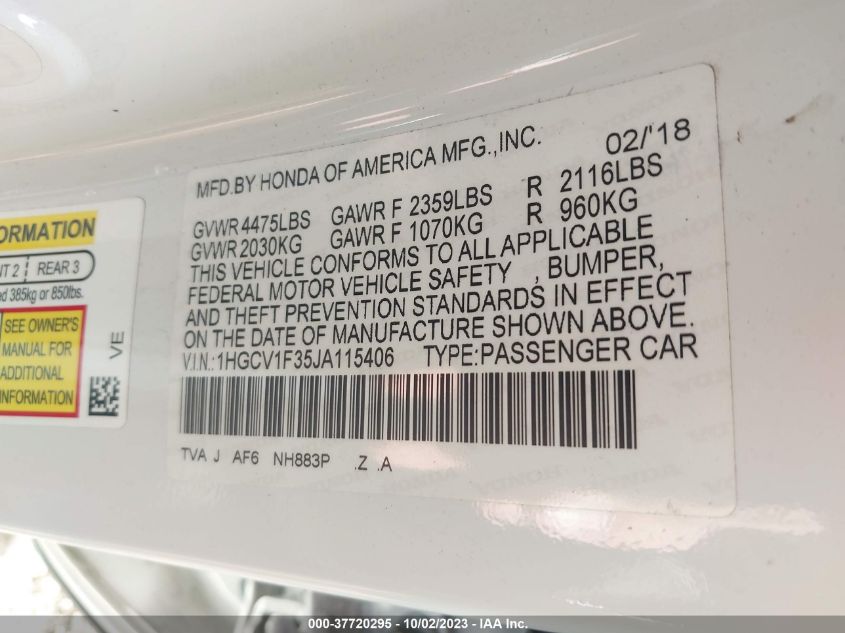 MFD.BY HONDA OF AMERICA MFG.,INC. 02/'18
GVWR 4475LBS GAWR F 2359LBS R 2116LBS
GVWR 2030KG GAWR F 1070KG R 960KG
THIS VEHICLE CONFORMS TO ALL APPLICABLE
FEDERAL MOTOR VEHICLE SAFETY , BUMPER,
AND THEFT PREVENTION STANDARDS IN EFFECT
ON THE DATE OF MANUFACTURE SHOWN ABOVE.
V.I.N.:1HGCV1F35JA115406 TYPE:PASSENGER CAR
TVA J AF6 NH883P .Z .A
REAR 3
385kg or 850lbs.
SEE OWNER'S
MANUAL FOR
ADDITIONAL
INFORMATION
VE
000-37720295 - 10/02/2023 - IAA Inc.